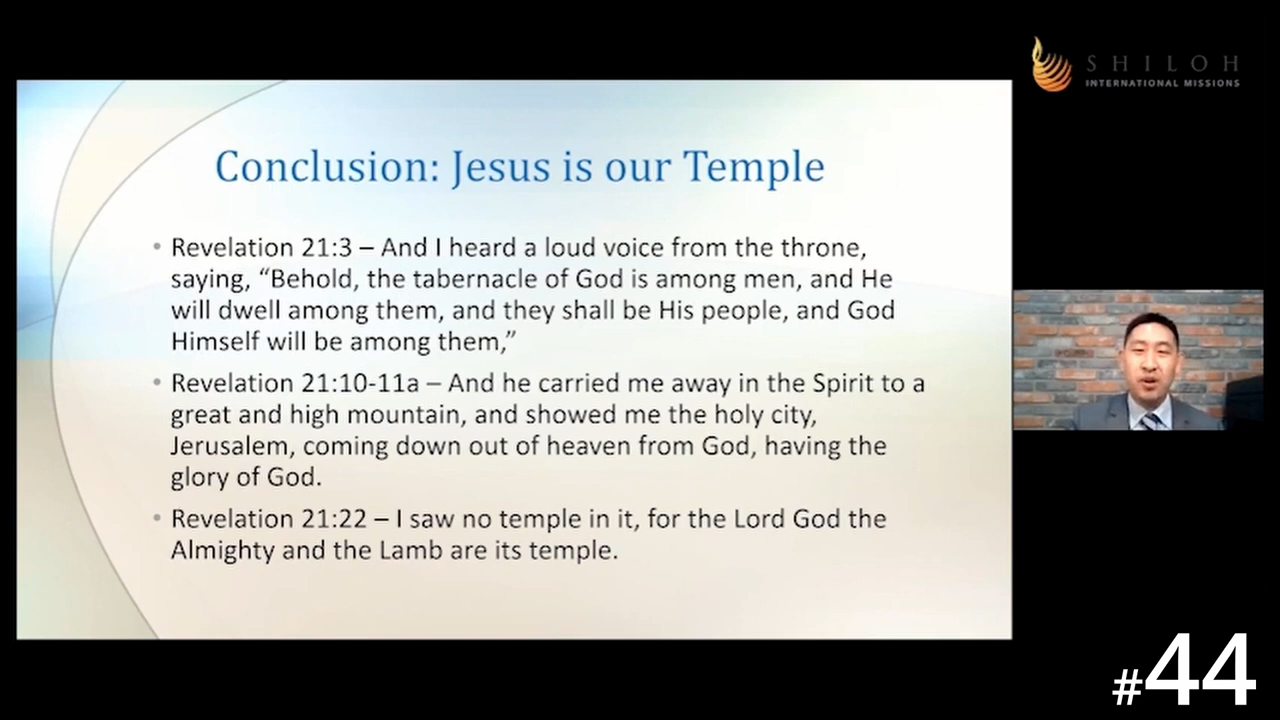 SHILOH
INTERNATIONAL MISSIONS
Conclusion: Jesus is our Temple
• Revelation 21:3 – And I heard a loud voice from the throne,
saying, “Behold, the tabernacle of God is among men, and He
will dwell among them, and they shall be His people, and God
Himself will be among them,”
• Revelation 21:10-11a – And he carried me away in the Spirit to a
great and high mountain, and showed me the holy city,
Jerusalem, coming down out of heaven from God, having the
glory of God.
• Revelation 21:22 – I saw no temple in it, for the Lord God the
Almighty and the Lamb are its temple.
#44